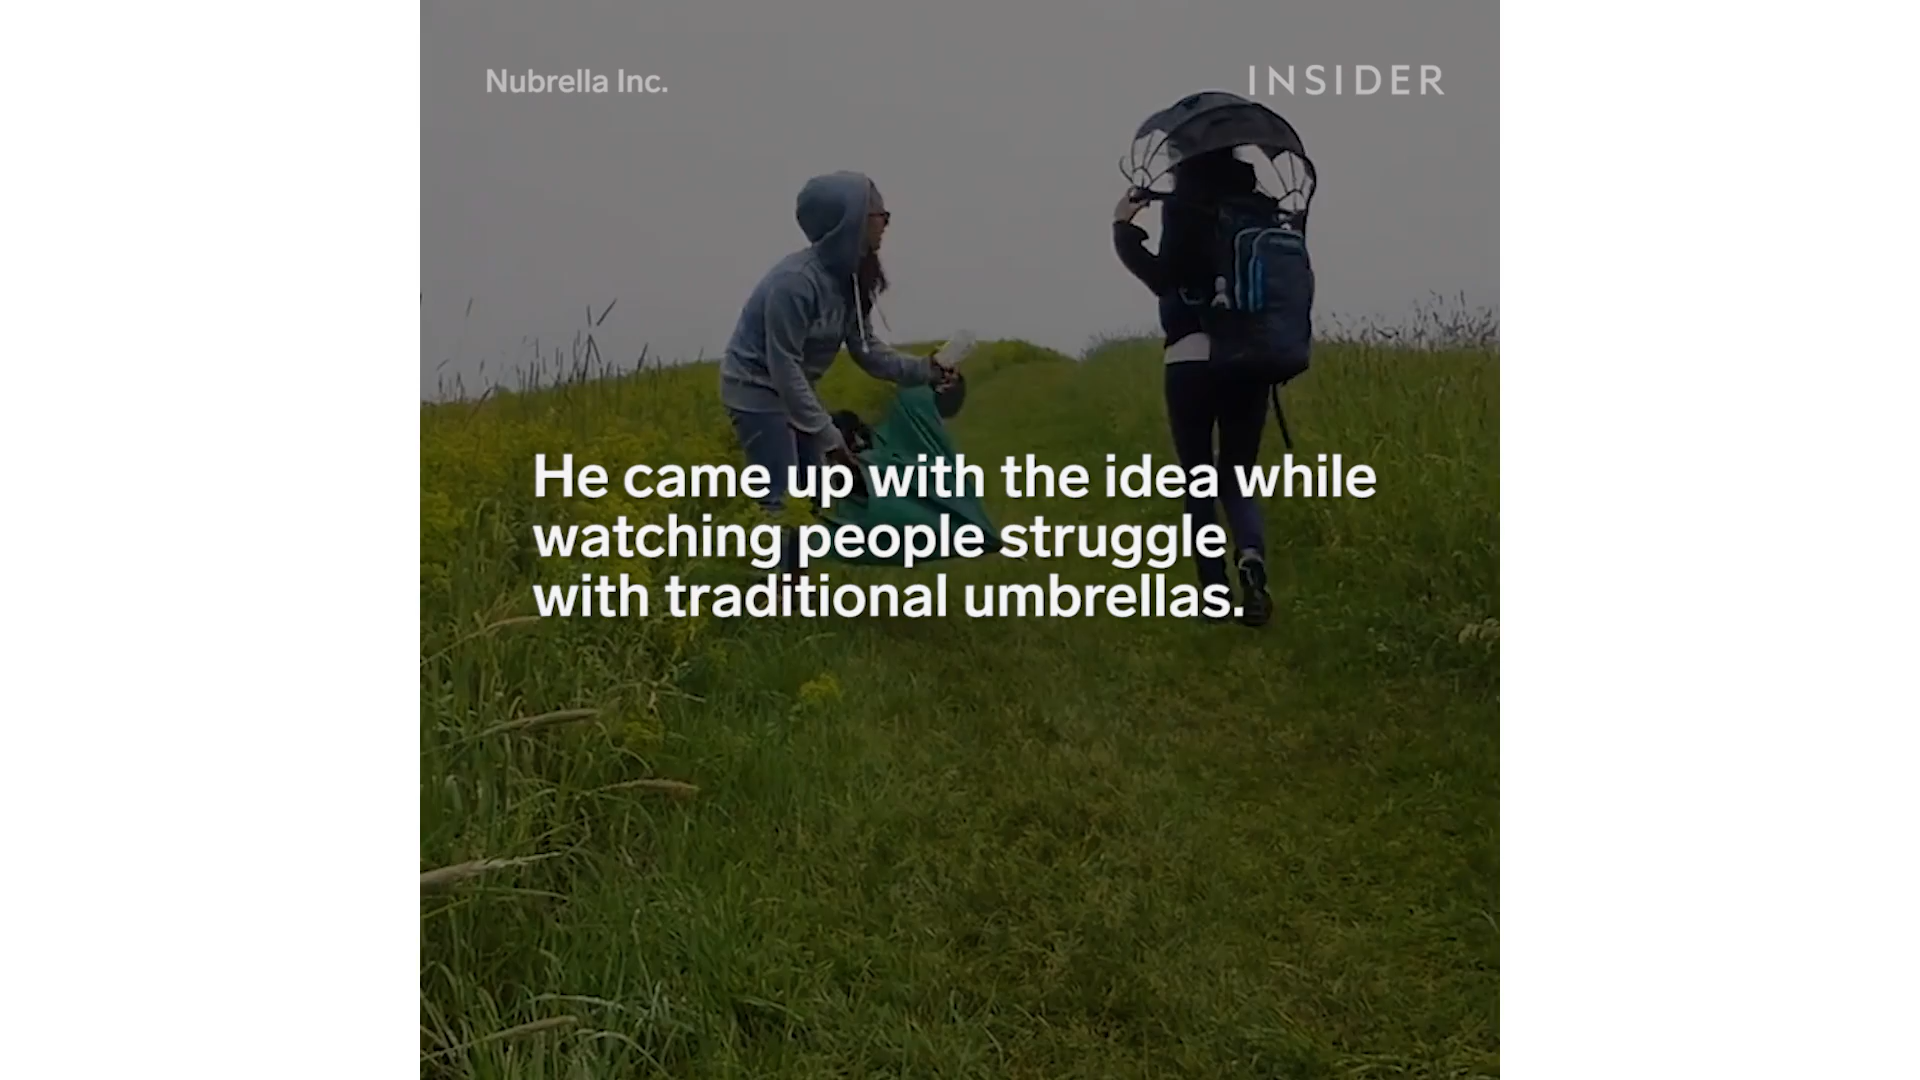 Nubrella Inc.
INSIDER
He came up with the idea while
watching people struggle
with traditional umbrellas.